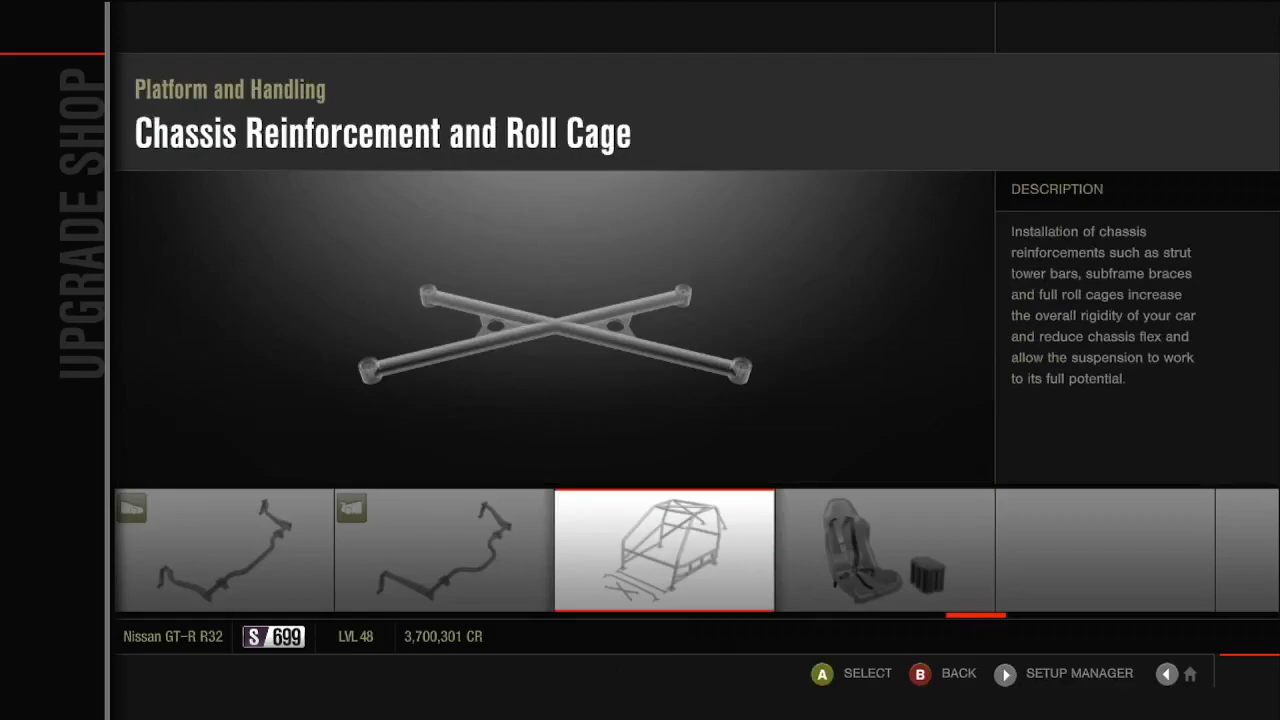 UPGRADE SHOP
Platform and Handling
Chassis Reinforcement and Roll Cage
DESCRIPTION
Installation of chassis
reinforcements such as strut
tower bars, subframe braces
and full roll cages increase
the overall rigidity of your car
and reduce chassis flex and
allow the suspension to work
to its full potential.
Nissan GT-R R32 S 699 LVL 48 3,700,301 CR
A SELECT B BACK SETUP MANAGER